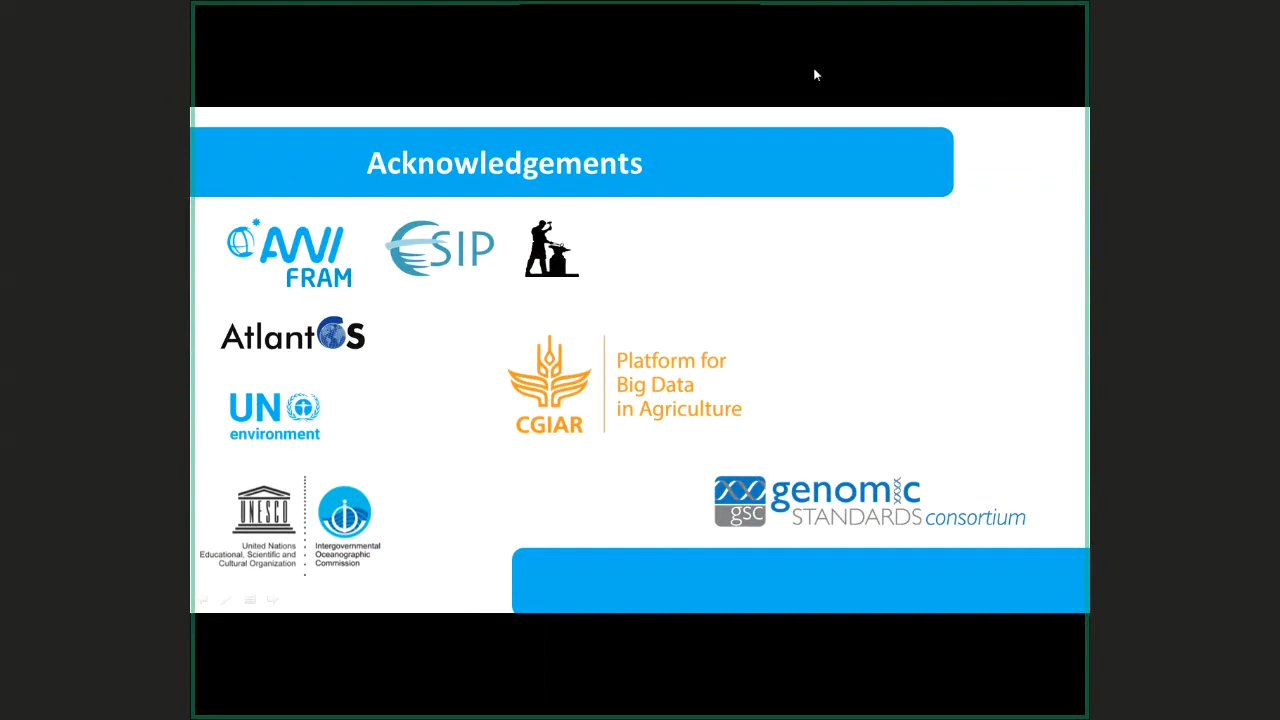 Acknowledgements
AWI
FRAM
ESIP
AtlantOS
UN
environment
Platform for
Big Data
in Agriculture
CGIAR
genomic
gsc
STANDARDS consortium
UNESCO
United Nations
Educational, Scientific and
Cultural Organization
Intergovernmental
Oceanographic
Commission